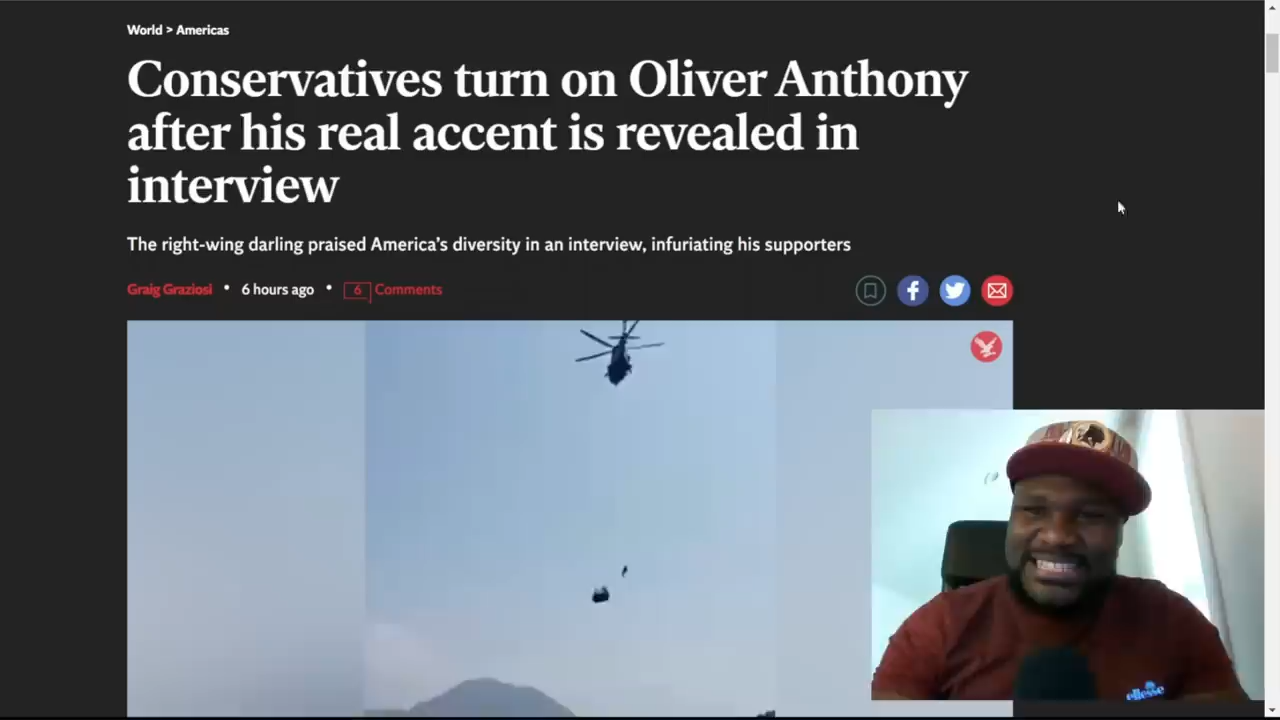 World > Americas
Conservatives turn on Oliver Anthony
after his real accent is revealed in
interview
The right-wing darling praised America's diversity in an interview, infuriating his supporters
Graig Graziosi • 6 hours ago • 6 Comments
ellesse